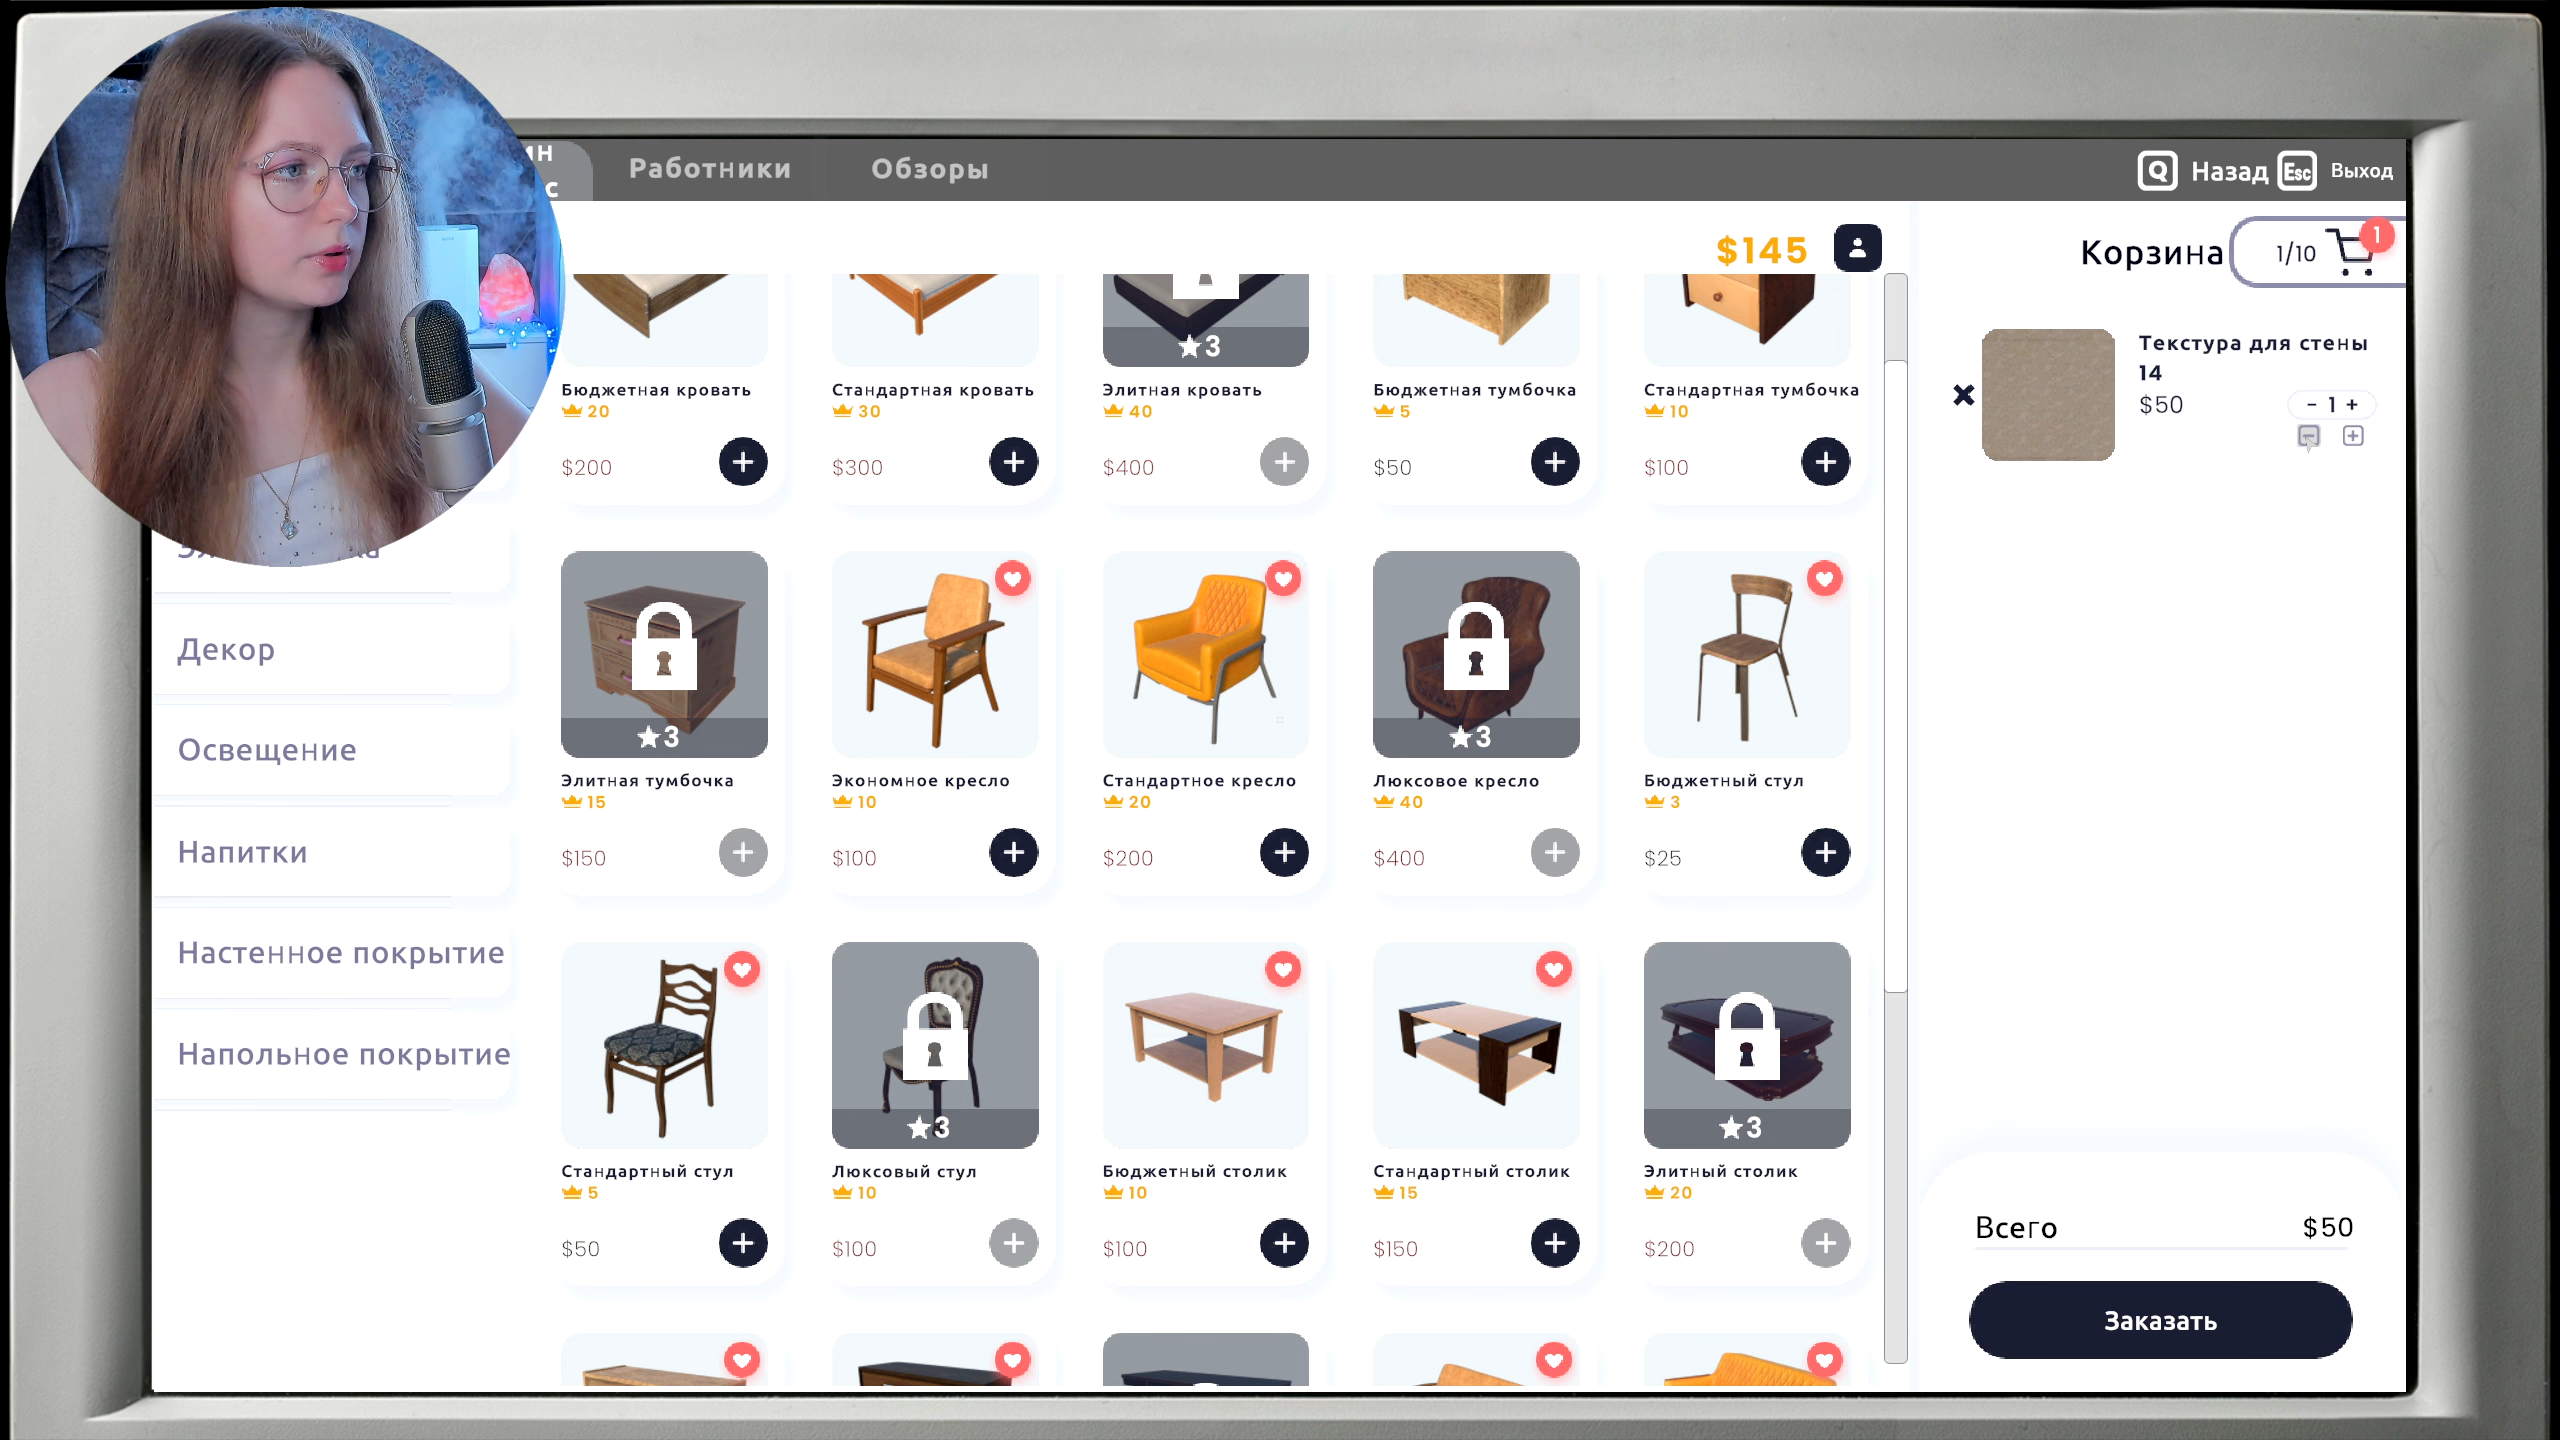 Работники
Обзоры
Q Назад Esc Выход
$145
Корзина
1/10
1
Текстура для стены
14
$50
- 1 +
Декор
Освещение
Напитки
Настенное покрытие
Напольное покрытие
3
Бюджетная кровать
20
$200
Стандартная кровать
30
$300
Элитная кровать
40
$400
Бюджетная тумбочка
5
$50
Стандартная тумбочка
10
$100
3
Элитная тумбочка
15
$150
Экономное кресло
10
$100
Стандартное кресло
20
$200
3
Люксовое кресло
40
$400
Бюджетный стул
3
$25
Стандартный стул
5
$50
3
Люксовый стул
10
$100
Бюджетный столик
10
$100
Стандартный столик
15
$150
3
Элитный столик
20
$200
Всего $50
Заказать